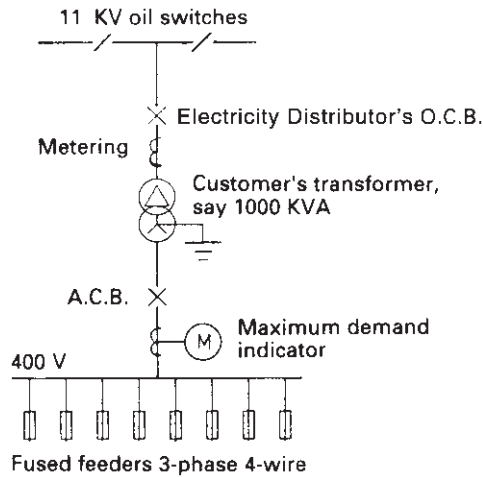 11 KV oil switches
Electricity Distributor's O.C.B.
Metering
Customer's transformer,
say 1000 KVA
A.C.B.
Maximum demand
indicator
M
400 V
Fused feeders 3-phase 4-wire